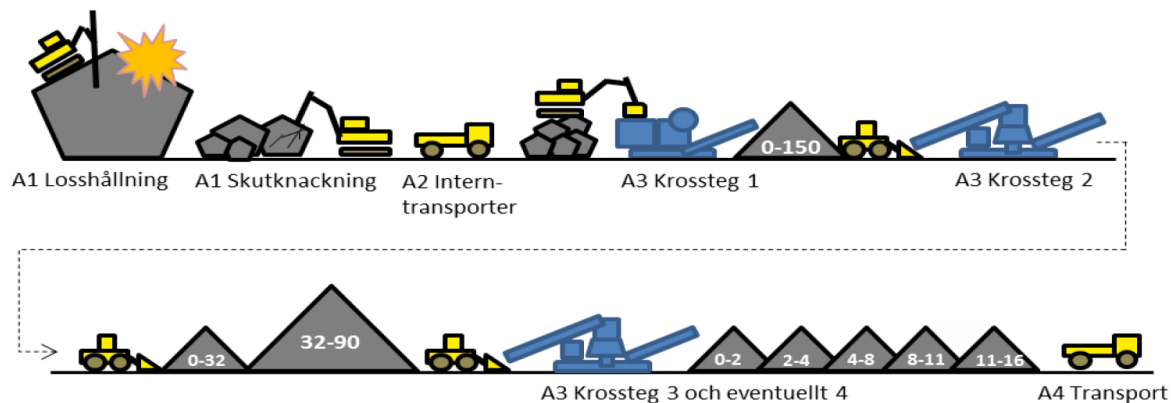 0-150
A1 Losshållning
A1 Skutknackning
A2 Intern-
transporter
A3 Krossteg 1
A3 Krossteg 2
0-32
32-90
0-2
2-4
4-8
8-11
11-16
A3 Krossteg 3 och eventuellt 4
A4 Transport